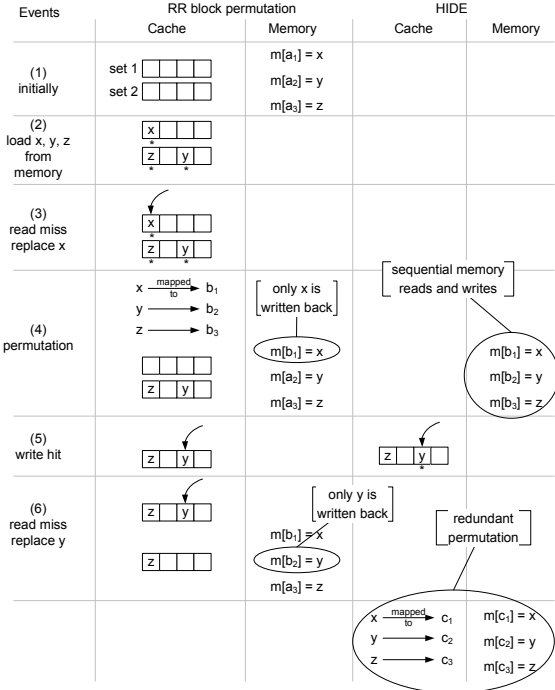 Events
RR block permutation
HIDE
Cache
Memory
Cache
Memory
(1)
initially
set 1
set 2
m[a1] = x
m[a2] = y
m[a3] = z
(2)
load x, y, z
from
memory
x
*
z y
* *
(3)
read miss
replace x
x
*
z y
* *
(4)
permutation
x mapped to b1
y b2
z b3
z y
only x is
written back
m[b1] = x
m[a2] = y
m[a3] = z
sequential memory
reads and writes
m[b1] = x
m[b2] = y
m[b3] = z
(5)
write hit
z y
z y
*
(6)
read miss
replace y
z y
z
only y is
written back
m[b1] = x
m[b2] = y
m[a3] = z
redundant
permutation
x mapped to c1
y c2
z c3
m[c1] = x
m[c2] = y
m[c3] = z